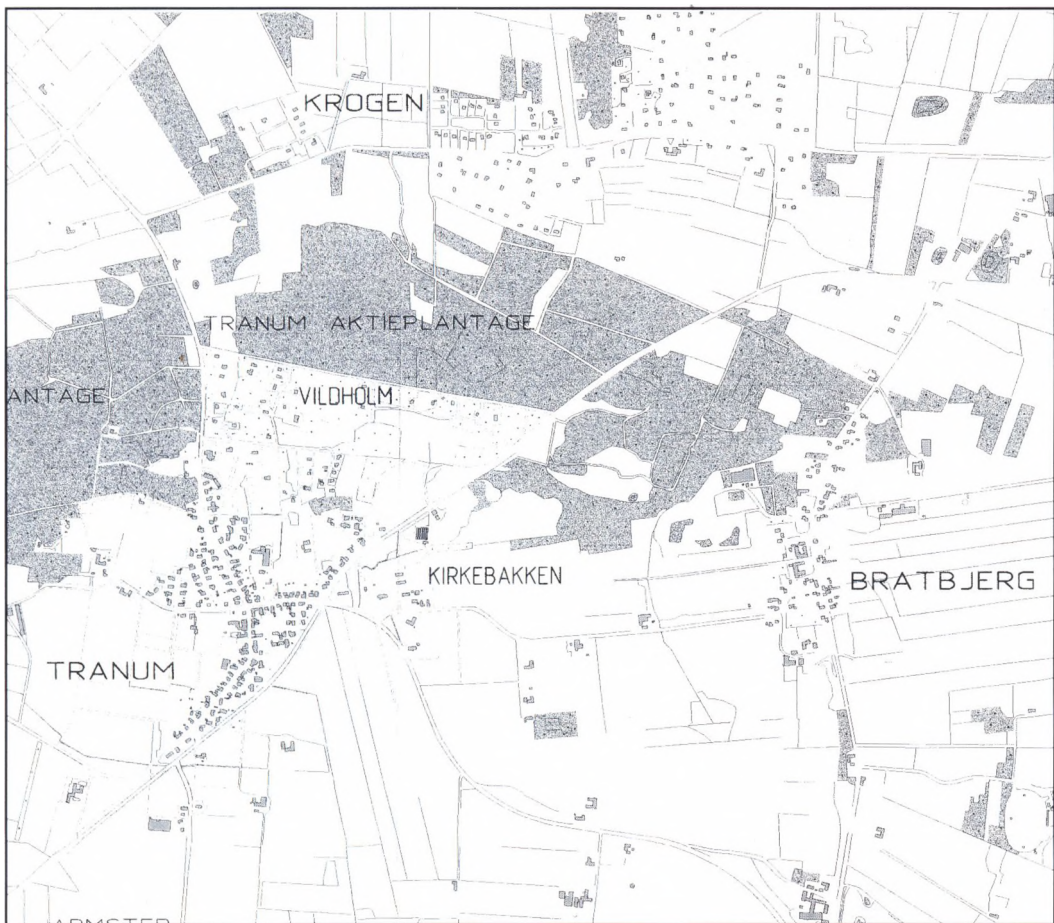 KROGEN
TRANUM AKTIEPLANTAGE
ANTAGE
VILDHOLM
KIRKEBAKKEN
BRATBJERG
TRANUM